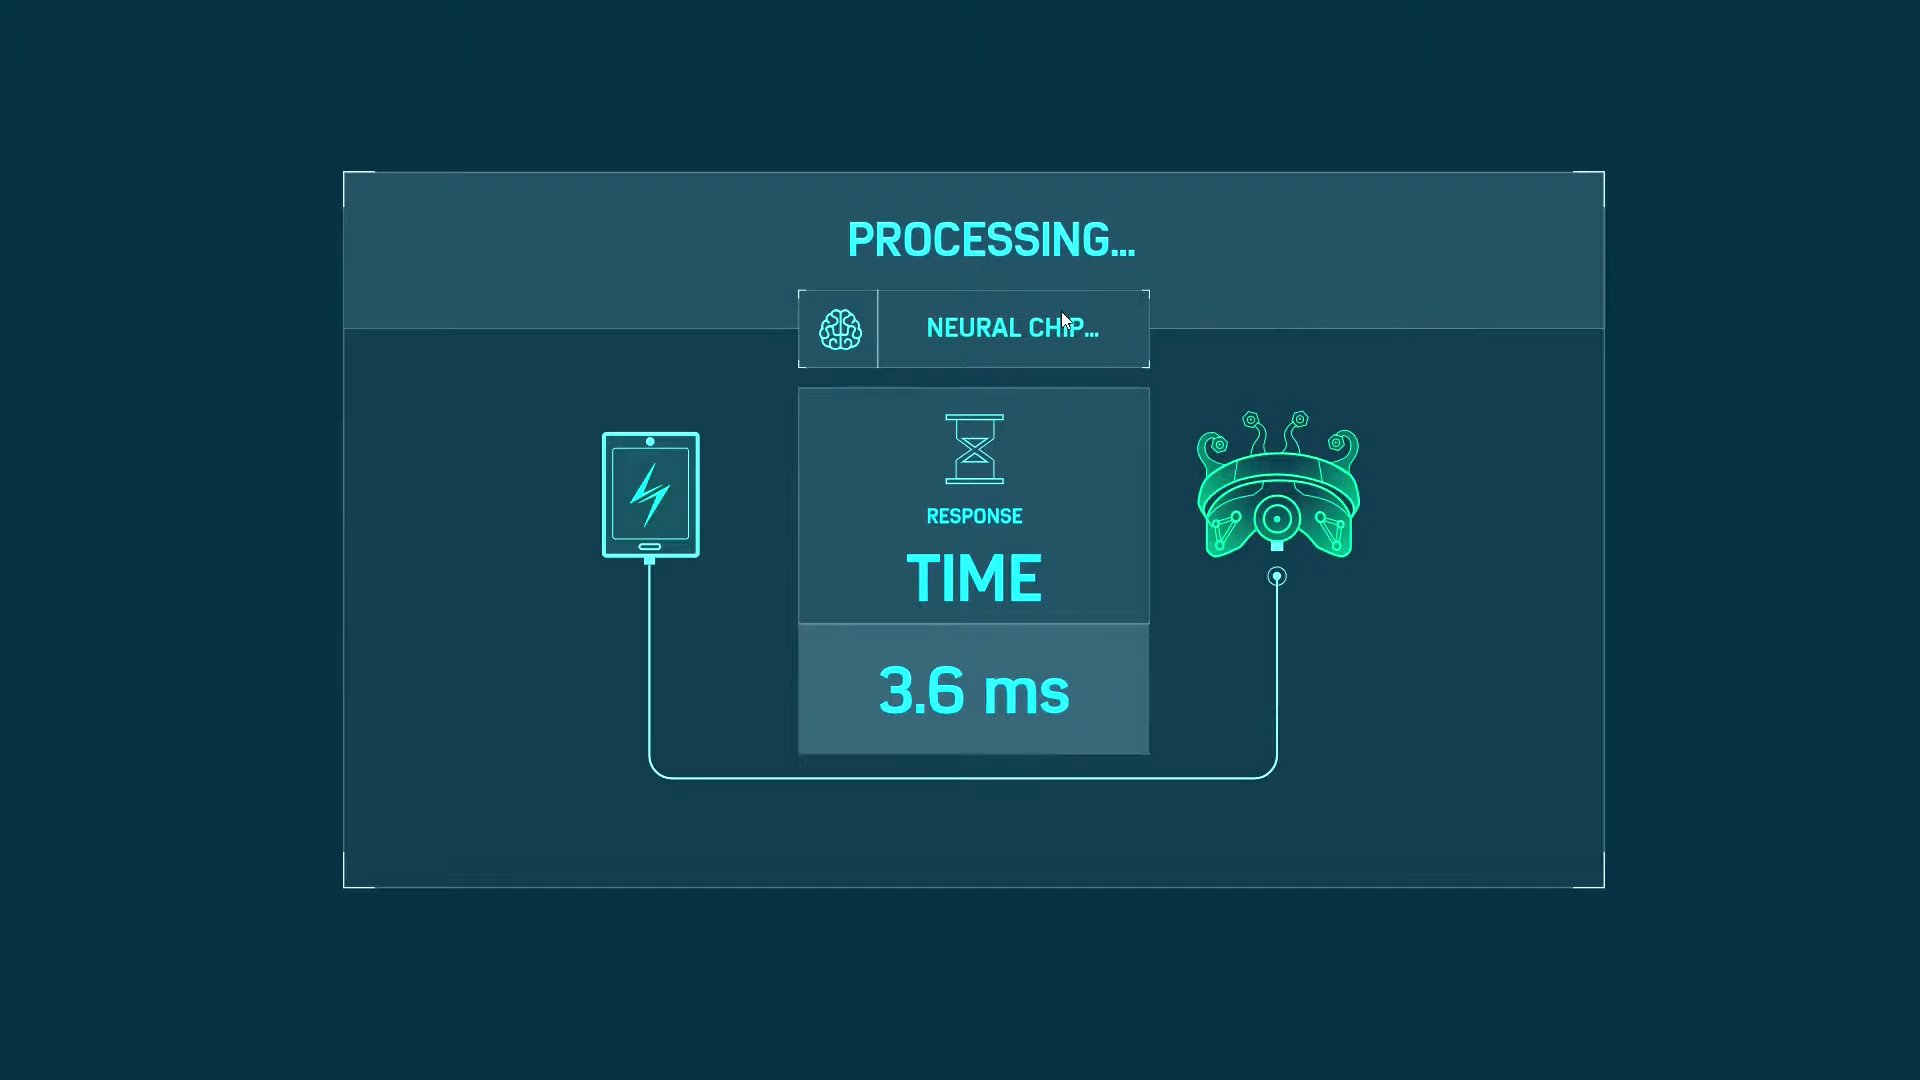 PROCESSING...
NEURAL CHIP...
RESPONSE
TIME
3.6 ms